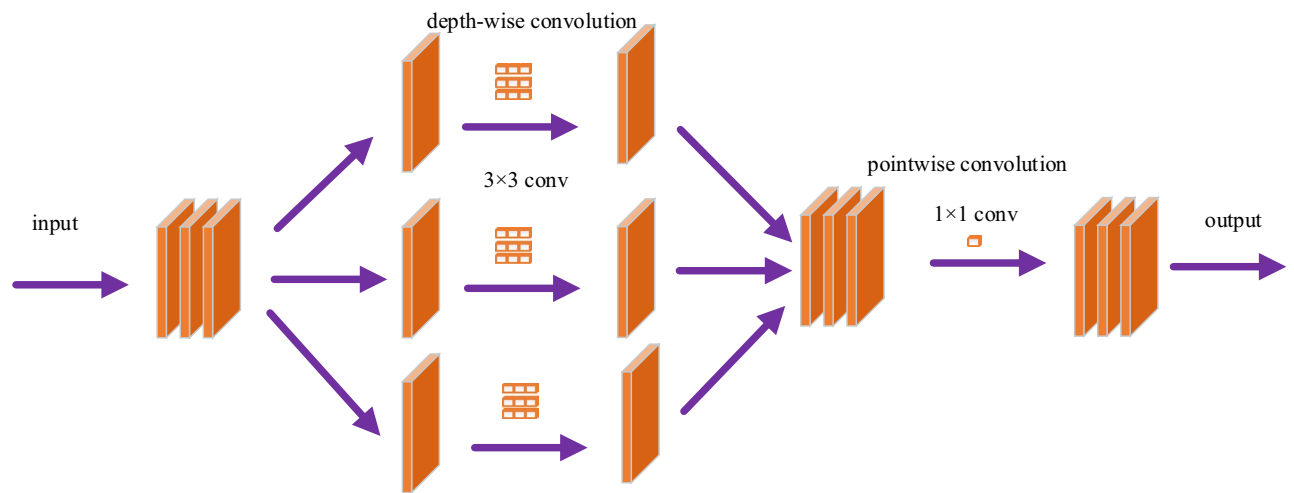 depth-wise convolution
3×3 conv
pointwise convolution
1×1 conv
input
output